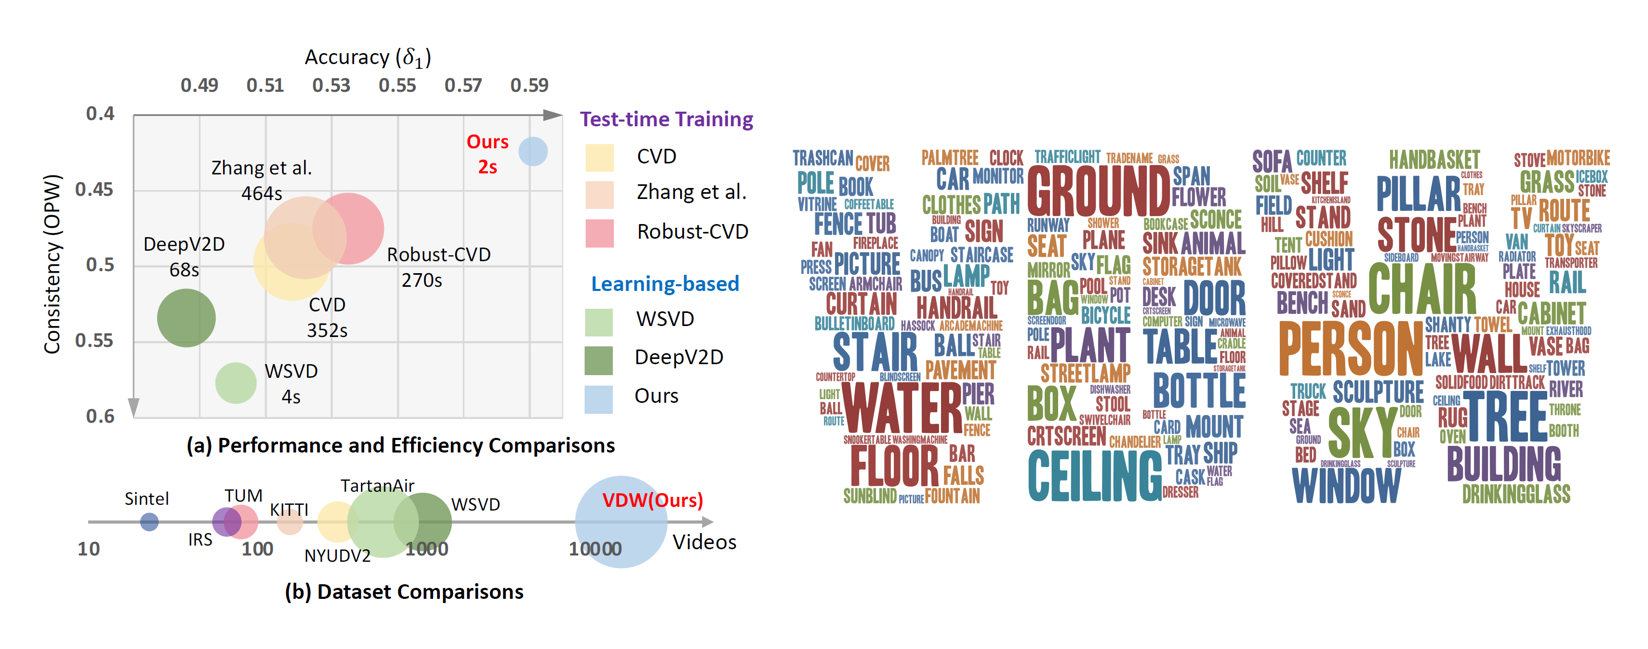 Accuracy (δ₁)
0.49 0.51 0.53 0.55 0.57 0.59
0.4
0.45
0.5
0.55
0.6
Consistency (OPW)
Ours
2s
Zhang et al.
464s
DeepV2D
68s
Robust-CVD
270s
CVD
352s
WSVD
4s
Test-time Training
CVD
Zhang et al.
Robust-CVD
Learning-based
WSVD
DeepV2D
Ours
(a) Performance and Efficiency Comparisons
Sintel
IRS
TUM
KITTI
NYUDV2
TartanAir
WSVD
VDW(Ours)
Videos
10 100 1000 10000
(b) Dataset Comparisons
TRASHCAN COVER
POLE BOOK
VITRINE COFFEETABLE
FENCE TUB
FAN FIREPLACE
PRESS PICTURE
SCREEN ARMCHAIR
CURTAIN
BULLETINBOARD
STAIR
COUNTERTOP BLINDSCREEN
LIGHT
BALL
ROUTE
WATER
SNOOKERTABLE WASHINGMACHINE
FLOOR
SUNBLIND PICTURE FOUNTAIN
PALMTREE CLOCK
CAR MONITOR
CLOTHES PATH
BUILDING
BOAT SIGN
CANOPY STAIRCASE
BUS LAMP
HANDRAIL TOY
HANDRAIL
HASSOCK ARCADEMACHINE
BALL STAIR
TABLE
PAVEMENT
PIER
WALL
FENCE
BAR
FALLS
TRAFFICLIGHT TRADENAME GRASS
GROUND SPAN
FLOWER
RUNWAY SHOWER BOOKCASE SCONCE
SEAT PLANE SINK ANIMAL
MIRROR SKY FLAG STORAGETANK
BAG POOL STAND CABINET
WINDOW POT DESK DOOR
CRTSCREEN
SCREENDOOR BICYCLE COMPUTER SIGN MICROWAVE
POLE PLANT TABLE ANIMAL
CRADLE
RAIL FLOOR
STREETLAMP STORAGETANK
BOX DISHWASHER BOTTLE
STOOL
SWIVELCHAIR BOTTLE
CRTSCREEN CARD MOUNT
CHANDELIER LAMP
CEILING TRAY SHIP
CASK WATER
FLAG
DRESSER
SOFA COUNTER
SOIL VASE SHELF
KITCHENISLAND
FIELD STAND
HILL
TENT CUSHION
PILLOW LIGHT
COVEREDSTAND
BENCH SCONCE
SAND
PERSON
TRUCK SCULPTURE
STAGE SKY DOOR
SEA
GROUND CHAIR
BED BOX
DRINKINGGLASS SCULPTURE
WINDOW
HANDBASKET
CLOTHES
PILLAR TRAY
BENCH
STONE PLANT
PERSON
HANDBASKET
SIDEBOARD MOVINGSTAIRWAY
CHAIR
STOVE MOTORBIKE
GRASS ICEBOX
STONE
PILLAR
TV ROUTE
CURTAIN SKYSCRAPER
VAN TOY SEAT
RADIATOR TRANSPORTER
PLATE RAIL
HOUSE
CAR CABINET
SHANTY TOWEL MOUNT EXHAUSTHOOD
TREE WALL VASE BAG
LAKE SHELF TOWER
SOLIDFOOD DIRTTRACK RIVER
CEILING TREE THRONE
RUG
OVEN BOOTH
BUILDING
DRINKINGGLASS